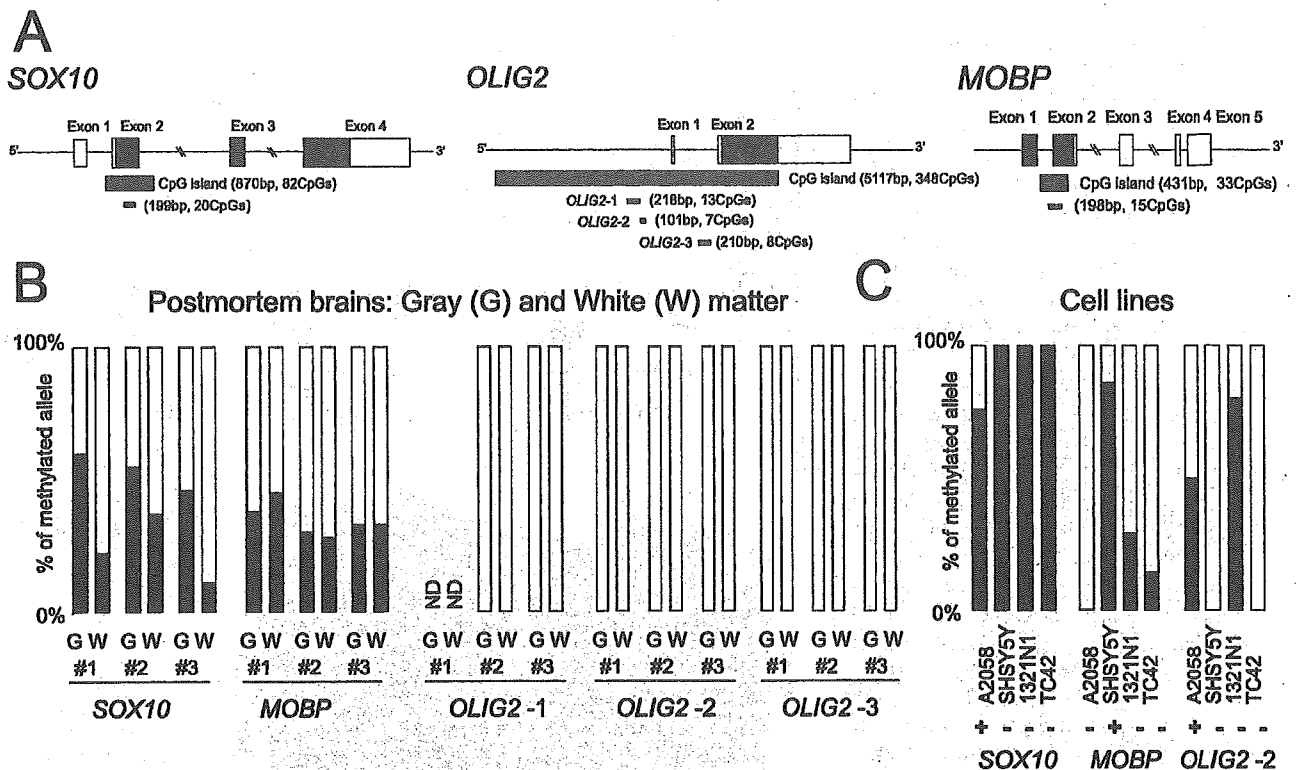 A
SOX10
Exon 1 Exon 2 Exon 3 Exon 4
5' 3'
CpG Island (870bp, 82CpGs)
(199bp, 20CpGs)
OLIG2
Exon 1 Exon 2
5' 3'
CpG Island (5117bp, 348CpGs)
OLIG2-1 (218bp, 13CpGs)
OLIG2-2 (101bp, 7CpGs)
OLIG2-3 (210bp, 8CpGs)
MOBP
Exon 1 Exon 2 Exon 3 Exon 4 Exon 5
5' 3'
CpG Island (431bp, 33CpGs)
(198bp, 15CpGs)
B
Postmortem brains: Gray (G) and White (W) matter
100%
% of methylated allele
0%
ND ND
G W G W G W G W G W G W G W G W G W G W G W G W G W G W G W
#1 #2 #3 #1 #2 #3 #1 #2 #3 #1 #2 #3 #1 #2 #3
SOX10 MOBP OLIG2 -1 OLIG2 -2 OLIG2 -3
C
Cell lines
100%
% of methylated allele
0%
A2058 SHSY5Y 1321N1 TC42 A2058 SHSY5Y 1321N1 TC42 A2058 SHSY5Y 1321N1 TC42
+ - - - - + - - + - - -
SOX10 MOBP OLIG2 -2